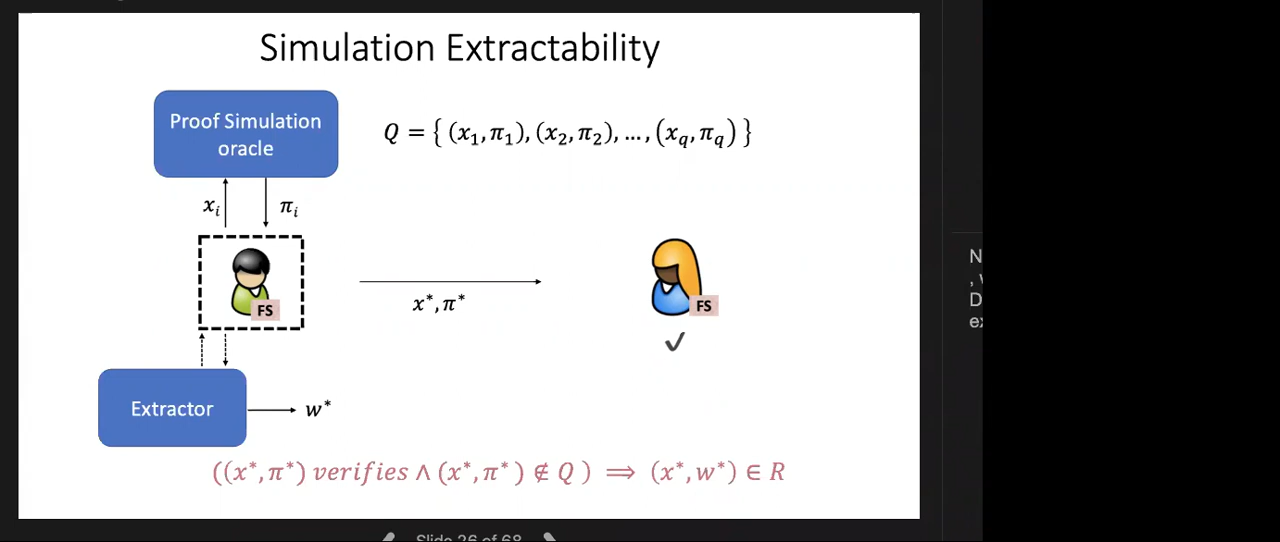 Simulation Extractability
Proof Simulation
oracle
Q = { (x₁,π₁), (x₂,π₂), …, (x_q,π_q) }
xᵢ
πᵢ
FS
x*, π*
FS
✓
Extractor
w*
((x*,π*) verifies ∧ (x*,π*) ∉ Q ) ⟹ (x*,w*) ∈ R
Slide 26 of 68